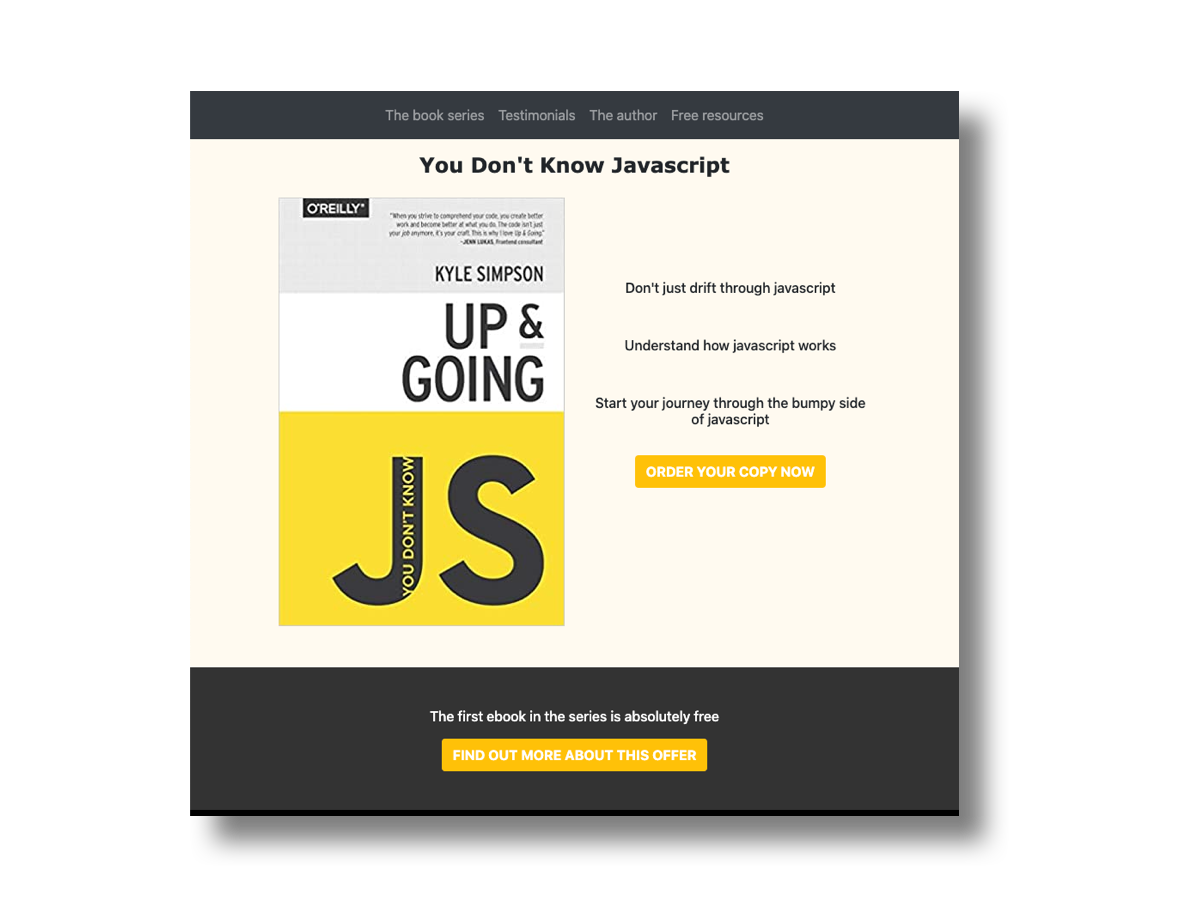 The book series Testimonials The author Free resources
You Don't Know Javascript
O'REILLY®
"When you strive to comprehend your code, you create better
work and become better at what you do. The code isn't just
your job anymore, it's your craft. This is why I love Up & Going."
–JENN LUKAS, Frontend consultant
KYLE SIMPSON
UP &
GOING
YOU DON'T KNOW
JS
Don't just drift through javascript
Understand how javascript works
Start your journey through the bumpy side
of javascript
ORDER YOUR COPY NOW
The first ebook in the series is absolutely free
FIND OUT MORE ABOUT THIS OFFER